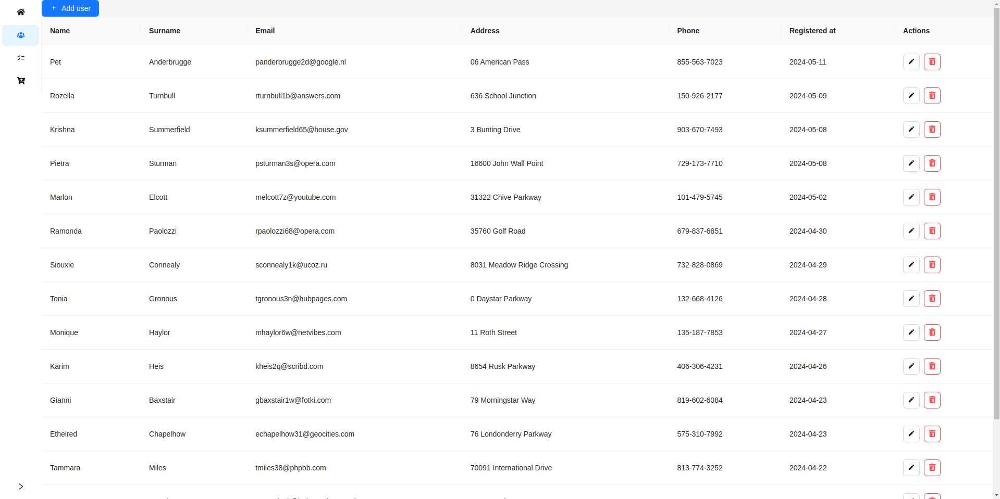 Add user
Name Surname Email Address Phone Registered at Actions
Pet Anderbrugge panderbrugge2d@google.nl 06 American Pass 855-563-7023 2024-05-11
Rozella Turnbull rturnbull1b@answers.com 636 School Junction 150-926-2177 2024-05-09
Krishna Summerfield ksummerfield65@house.gov 3 Bunting Drive 903-670-7493 2024-05-08
Pietra Sturman psturman3s@opera.com 16600 John Wall Point 729-173-7710 2024-05-08
Marlon Elcott melcott7z@youtube.com 31322 Chive Parkway 101-479-5745 2024-05-02
Ramonda Paolozzi rpaolozzi68@opera.com 35760 Golf Road 679-837-6851 2024-04-30
Siouxie Connealy sconnealy1k@ucoz.ru 8031 Meadow Ridge Crossing 732-828-0869 2024-04-29
Tonia Gronous tgronous3n@hubpages.com 0 Daystar Parkway 132-668-4126 2024-04-28
Monique Haylor mhaylor6w@netvibes.com 11 Roth Street 135-187-7853 2024-04-27
Karim Heis kheis2q@scribd.com 8654 Rusk Parkway 406-306-4231 2024-04-26
Gianni Baxstair gbaxstair1w@fotki.com 79 Morningstar Way 819-602-6084 2024-04-23
Ethelred Chapelhow echapelhow31@geocities.com 76 Londonderry Parkway 575-310-7992 2024-04-23
Tammara Miles tmiles38@phpbb.com 70091 International Drive 813-774-3252 2024-04-22